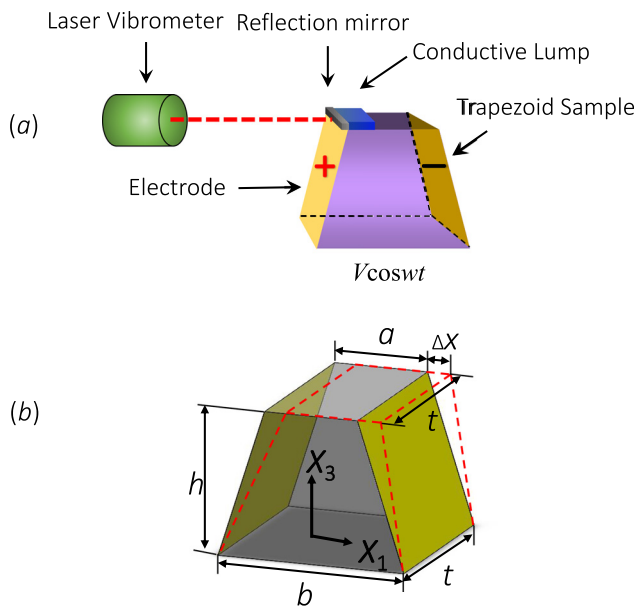 Laser Vibrometer
Reflection mirror
Conductive Lump
(a)
Trapezoid Sample
+
−
Electrode
Vcoswt
a
ΔX
(b)
t
h
X3
X1
b
t